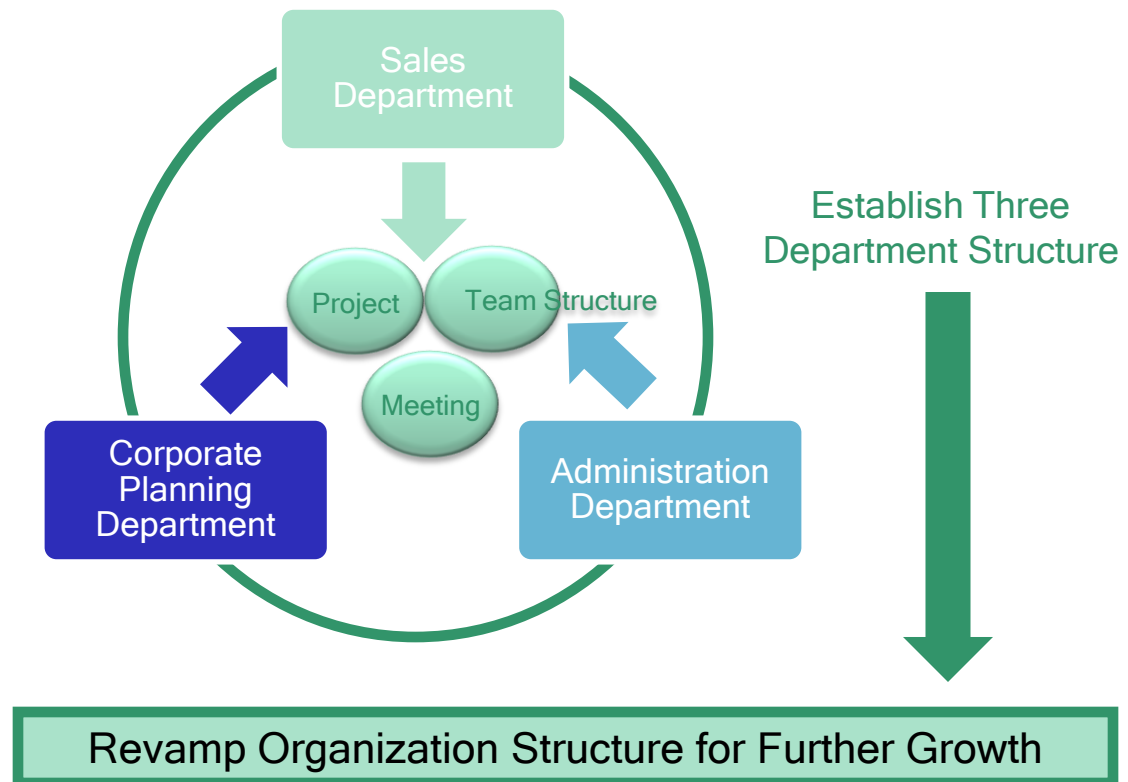 Sales
Department
Establish Three
Department Structure
Project
Team Structure
Meeting
Corporate
Planning
Department
Administration
Department
Revamp Organization Structure for Further Growth